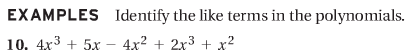 EXAMPLES Identify the like terms in the polynomials.
10. 4x³ + 5x − 4x² + 2x³ + x²